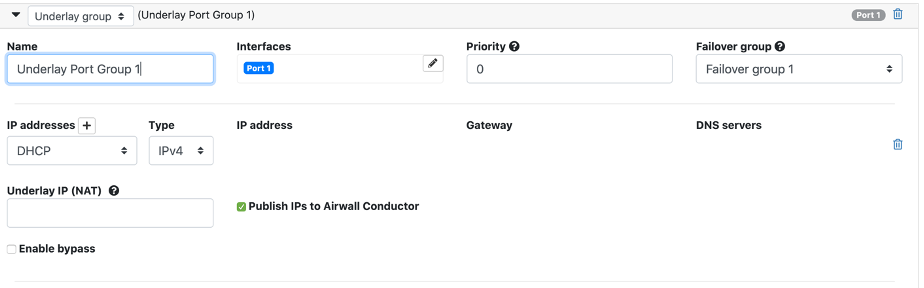 Underlay group (Underlay Port Group 1) Port 1
Name Interfaces Priority Failover group
Underlay Port Group 1 Port 1 0 Failover group 1
IP addresses + Type IP address Gateway DNS servers
DHCP IPv4
Underlay IP (NAT)
Publish IPs to Airwall Conductor
Enable bypass